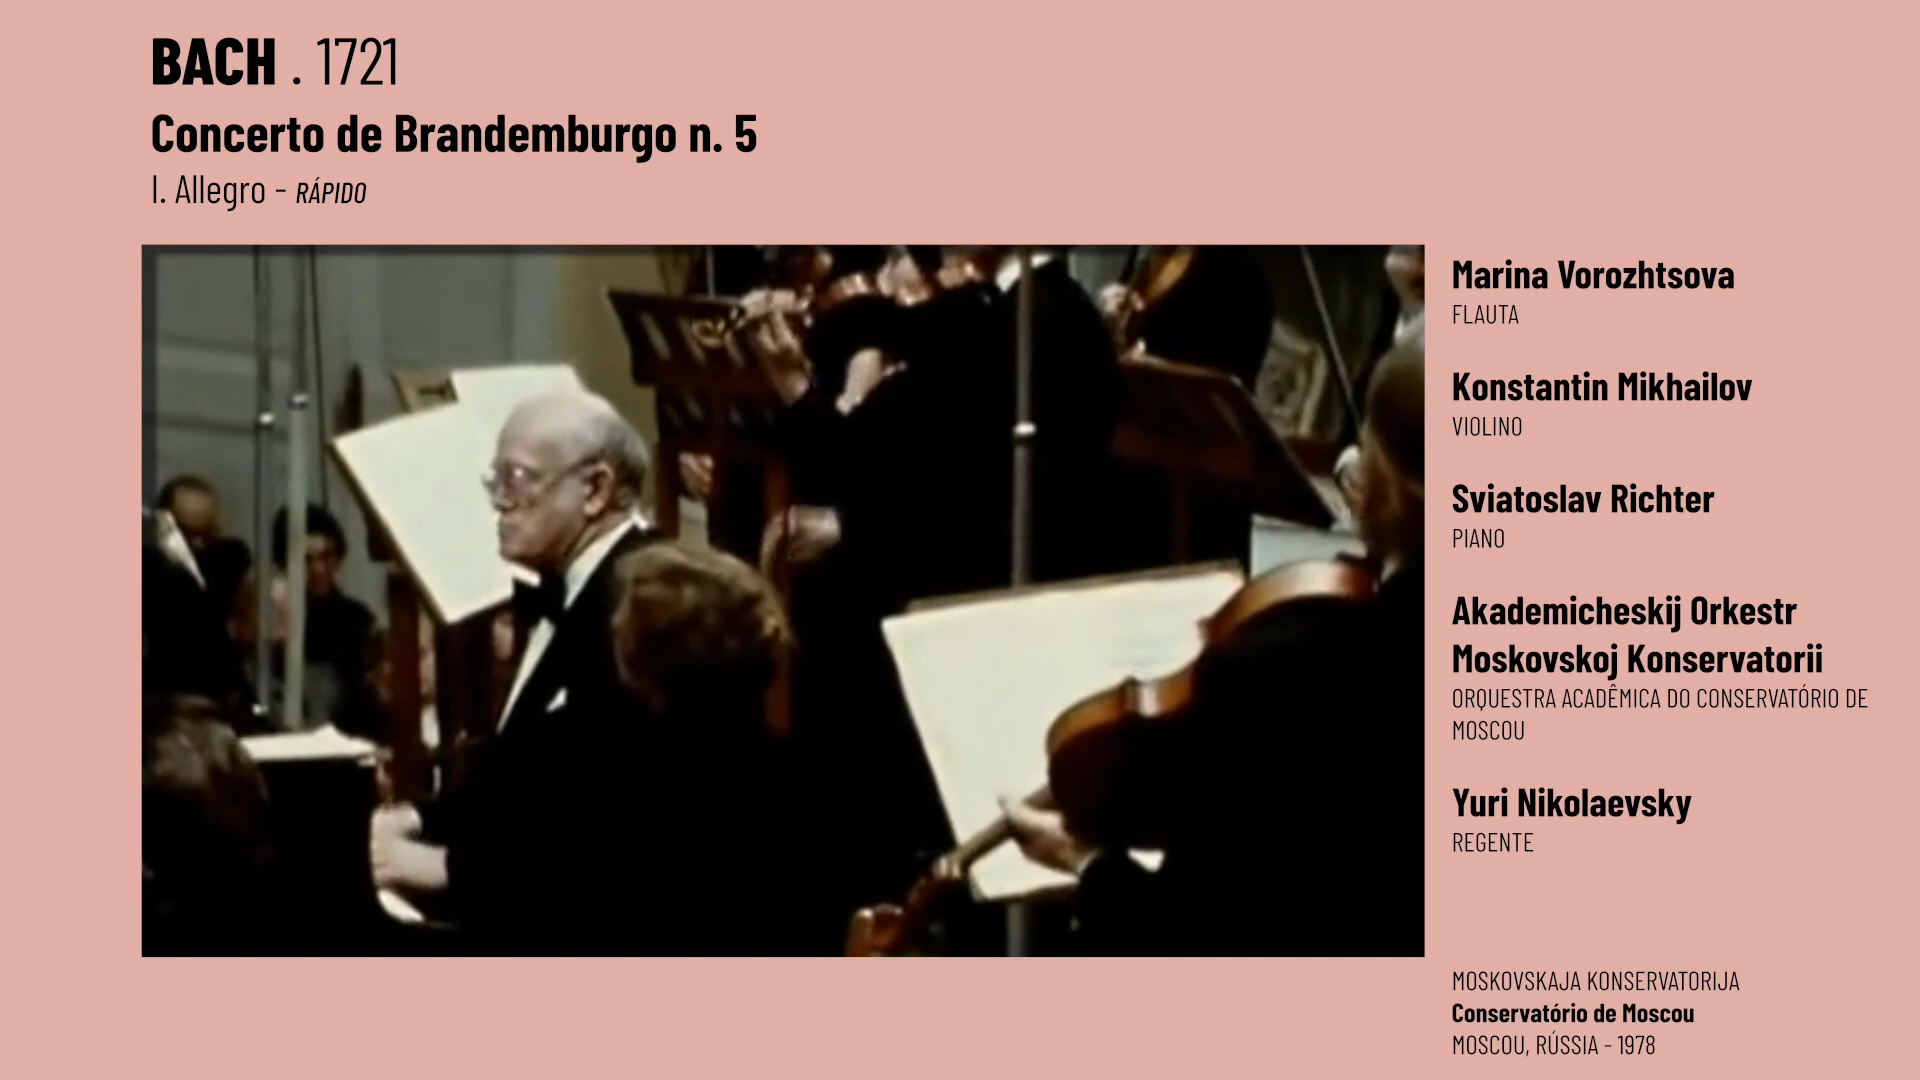 BACH . 1721
Concerto de Brandemburgo n. 5
I. Allegro - RÁPIDO
Marina Vorozhtsova
FLAUTA
Konstantin Mikhailov
VIOLINO
Sviatoslav Richter
PIANO
Akademicheskij Orkestr
Moskovskoj Konservatorii
ORQUESTRA ACADÊMICA DO CONSERVATÓRIO DE
MOSCOU
Yuri Nikolaevsky
REGENTE
MOSKOVSKAJA KONSERVATORIJA
Conservatório de Moscou
MOSCOU, RÚSSIA - 1978